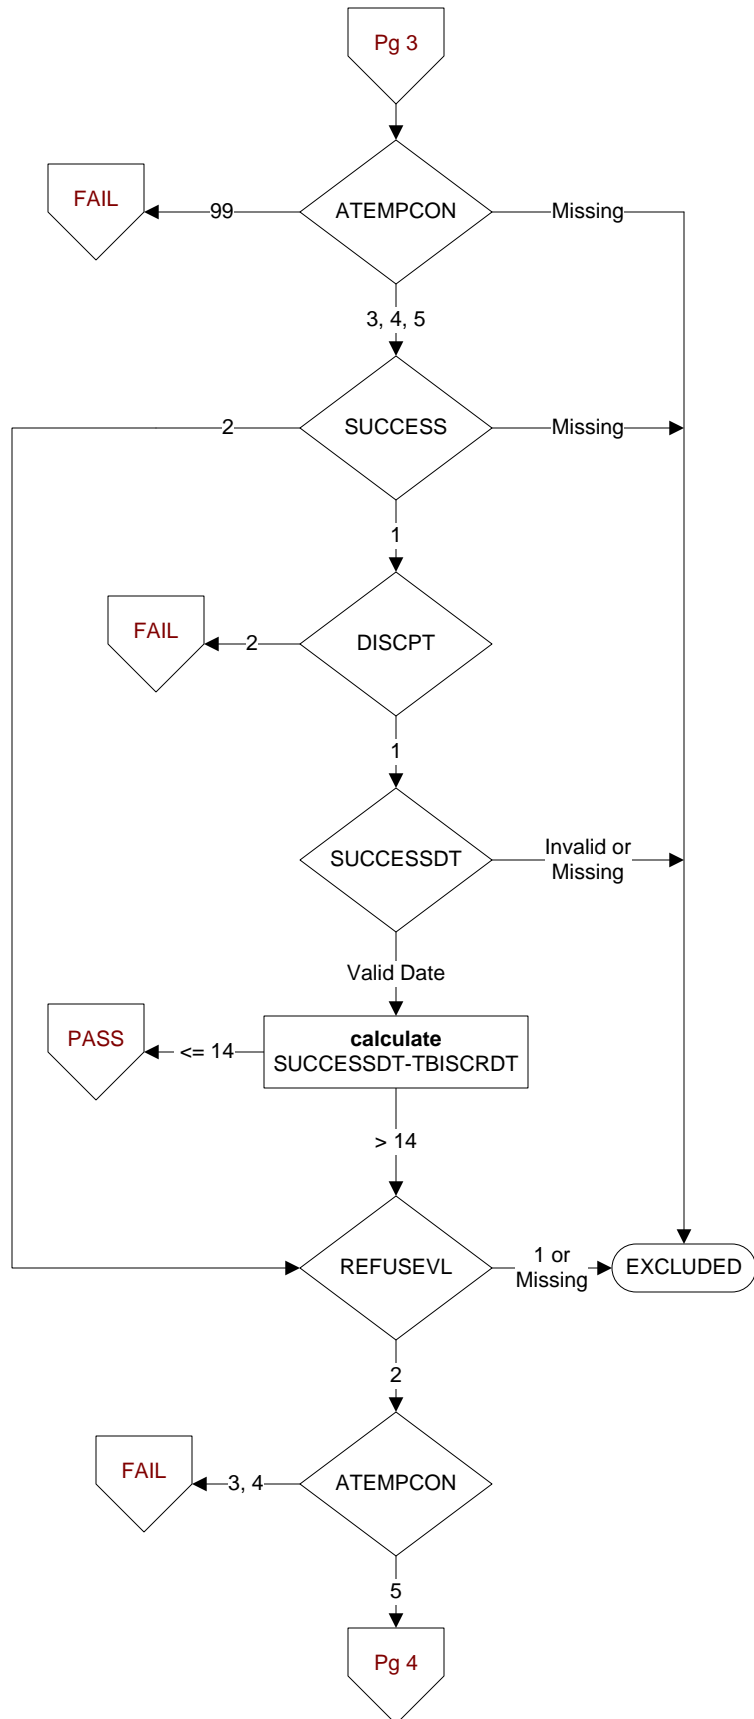 Pg 3
ATEMPCON
FAIL
99
Missing
3, 4, 5
SUCCESS
2
Missing
1
DISCPT
FAIL
2
1
SUCCESSDT
Invalid or
Missing
Valid Date
calculate
SUCCESSDT-TBISCRDT
PASS
<= 14
> 14
REFUSEVL
1 or
Missing
EXCLUDED
2
ATEMPCON
FAIL
3, 4
5
Pg 4